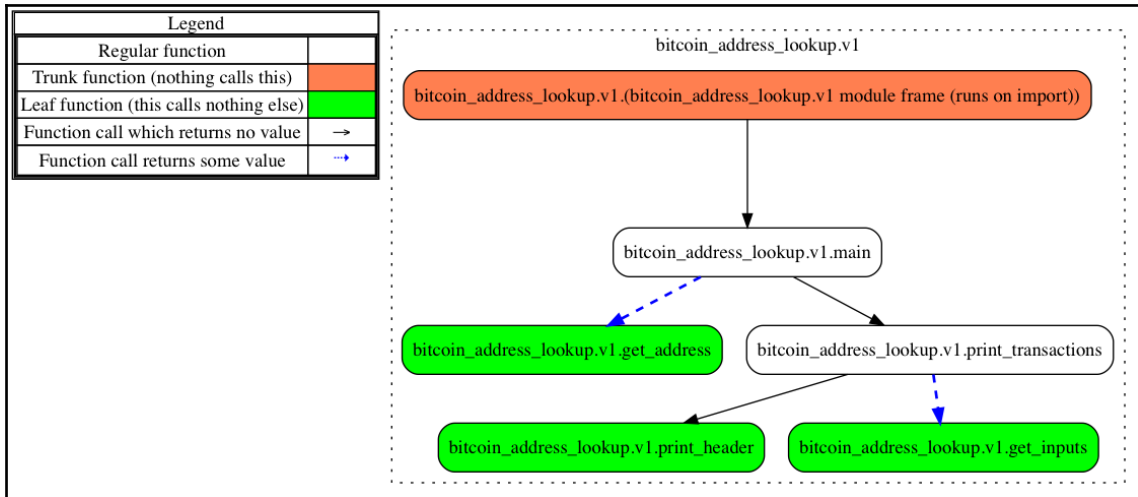 Legend
Regular function
Trunk function (nothing calls this)
Leaf function (this calls nothing else)
Function call which returns no value →
Function call returns some value ⇢
bitcoin_address_lookup.v1
bitcoin_address_lookup.v1.(bitcoin_address_lookup.v1 module frame (runs on import))
bitcoin_address_lookup.v1.main
bitcoin_address_lookup.v1.get_address
bitcoin_address_lookup.v1.print_transactions
bitcoin_address_lookup.v1.print_header
bitcoin_address_lookup.v1.get_inputs